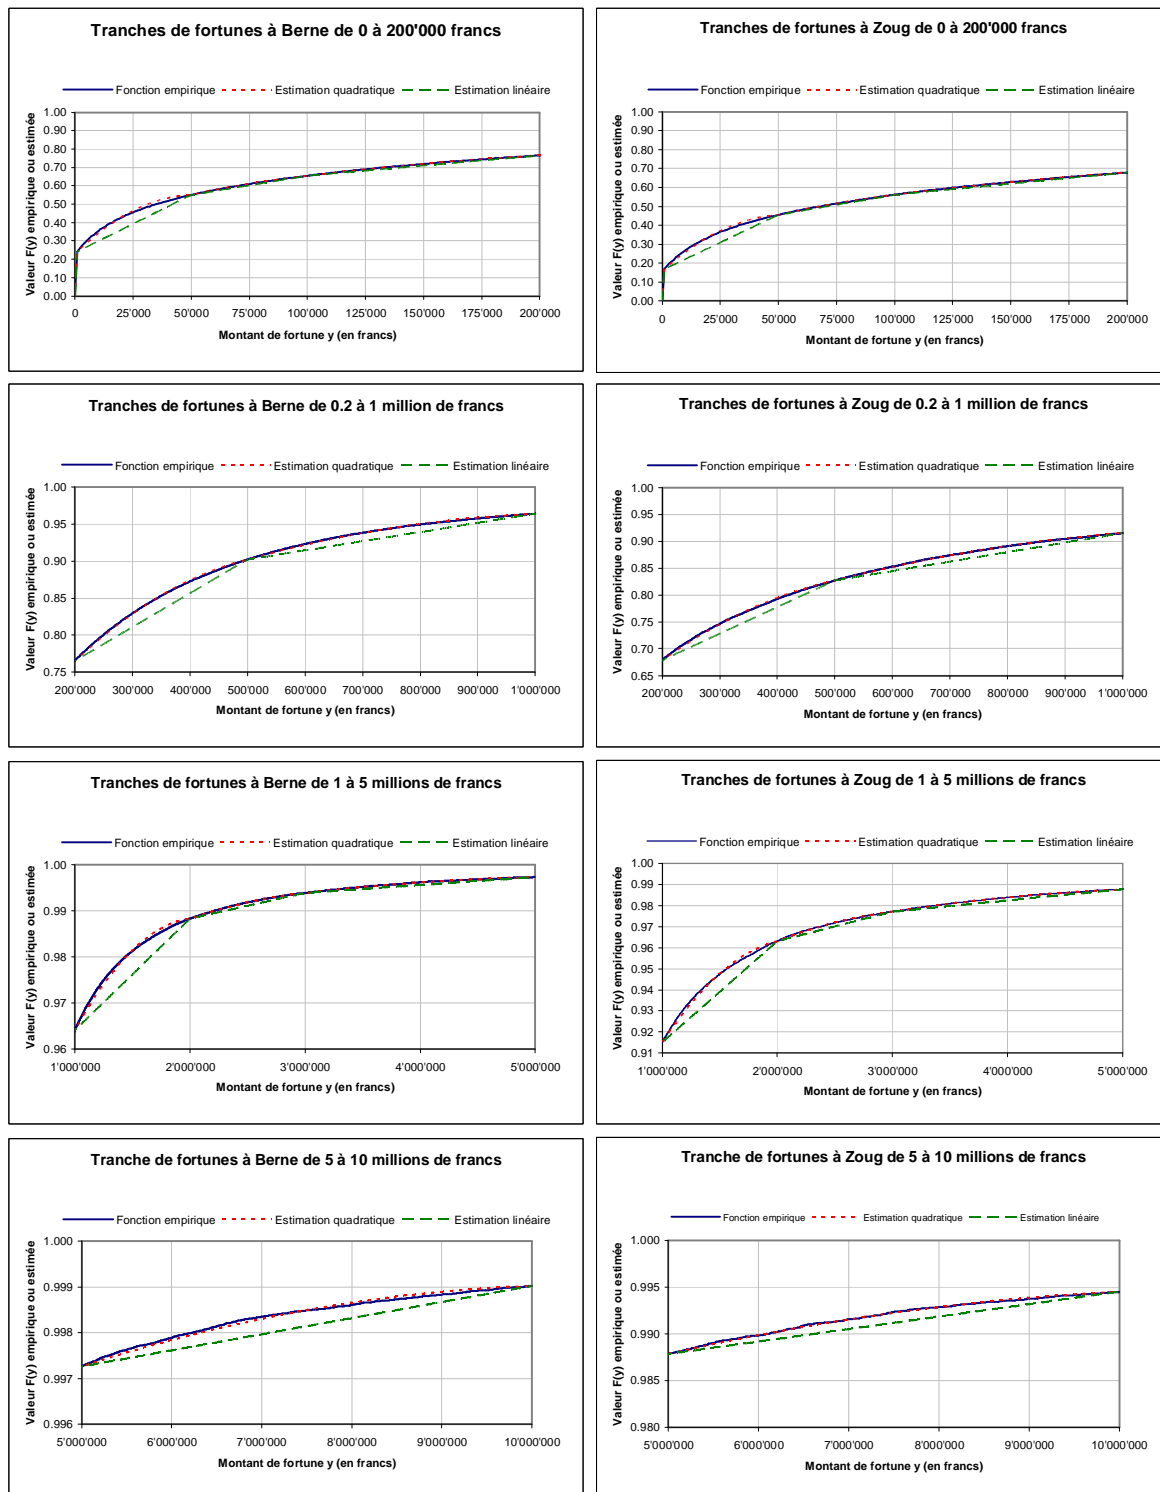 Tranches de fortunes à Berne de 0 à 200'000 francs
Fonction empirique Estimation quadratique Estimation linéaire
Valeur F(y) empirique ou estimée
1.00
0.90
0.80
0.70
0.60
0.50
0.40
0.30
0.20
0.10
0.00
0 25'000 50'000 75'000 100'000 125'000 150'000 175'000 200'000
Montant de fortune y (en francs)
Tranches de fortunes à Zoug de 0 à 200'000 francs
Fonction empirique Estimation quadratique Estimation linéaire
Valeur F(y) empirique ou estimée
1.00
0.90
0.80
0.70
0.60
0.50
0.40
0.30
0.20
0.10
0.00
0 25'000 50'000 75'000 100'000 125'000 150'000 175'000 200'000
Montant de fortune y (en francs)
Tranches de fortunes à Berne de 0.2 à 1 million de francs
Fonction empirique Estimation quadratique Estimation linéaire
Valeur F(y) empirique ou estimée
1.00
0.95
0.90
0.85
0.80
0.75
200'000 300'000 400'000 500'000 600'000 700'000 800'000 900'000 1'000'000
Montant de fortune y (en francs)
Tranches de fortunes à Zoug de 0.2 à 1 million de francs
Fonction empirique Estimation quadratique Estimation linéaire
Valeur F(y) empirique ou estimée
1.00
0.95
0.90
0.85
0.80
0.75
0.70
0.65
200'000 300'000 400'000 500'000 600'000 700'000 800'000 900'000 1'000'000
Montant de fortune y (en francs)
Tranches de fortunes à Berne de 1 à 5 millions de francs
Fonction empirique Estimation quadratique Estimation linéaire
Valeur F(y) empirique ou estimée
1.00
0.99
0.98
0.97
0.96
1'000'000 2'000'000 3'000'000 4'000'000 5'000'000
Montant de fortune y (en francs)
Tranches de fortunes à Zoug de 1 à 5 millions de francs
Fonction empirique Estimation quadratique Estimation linéaire
Valeur F(y) empirique ou estimée
1.00
0.99
0.98
0.97
0.96
0.95
0.94
0.93
0.92
0.91
1'000'000 2'000'000 3'000'000 4'000'000 5'000'000
Montant de fortune y (en francs)
Tranche de fortunes à Berne de 5 à 10 millions de francs
Fonction empirique Estimation quadratique Estimation linéaire
Valeur F(y) empirique ou estimée
1.000
0.999
0.998
0.997
0.996
5'000'000 6'000'000 7'000'000 8'000'000 9'000'000 10'000'000
Montant de fortune y (en francs)
Tranche de fortunes à Zoug de 5 à 10 millions de francs
Fonction empirique Estimation quadratique Estimation linéaire
Valeur F(y) empirique ou estimée
1.000
0.995
0.990
0.985
0.980
5'000'000 6'000'000 7'000'000 8'000'000 9'000'000 10'000'000
Montant de fortune y (en francs)